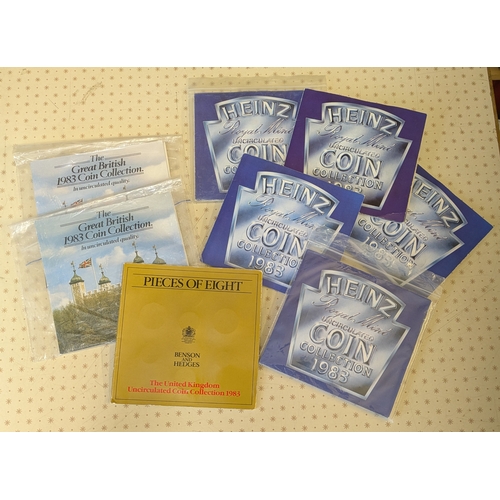 The
Great British
1983 Coin Collection.
In uncirculated quality.
The
Great British
1983 Coin Collection.
In uncirculated quality.
PIECES OF EIGHT
BENSON
AND
HEDGES
The United Kingdom
Uncirculated Coin Collection 1983
HEINZ
Royal Mint
UNCIRCULATED
COIN
COLLECTION
HEINZ
Royal Mint
UNCIRCULATED
COIN
COLLECTION
1983
HEINZ
Royal Mint
UNCIRCULATED
COIN
COLLECTION
1983
HEINZ
COIN
COLLECTION
1983
HEINZ
Royal Mint
UNCIRCULATED
COIN
COLLECTION
1983